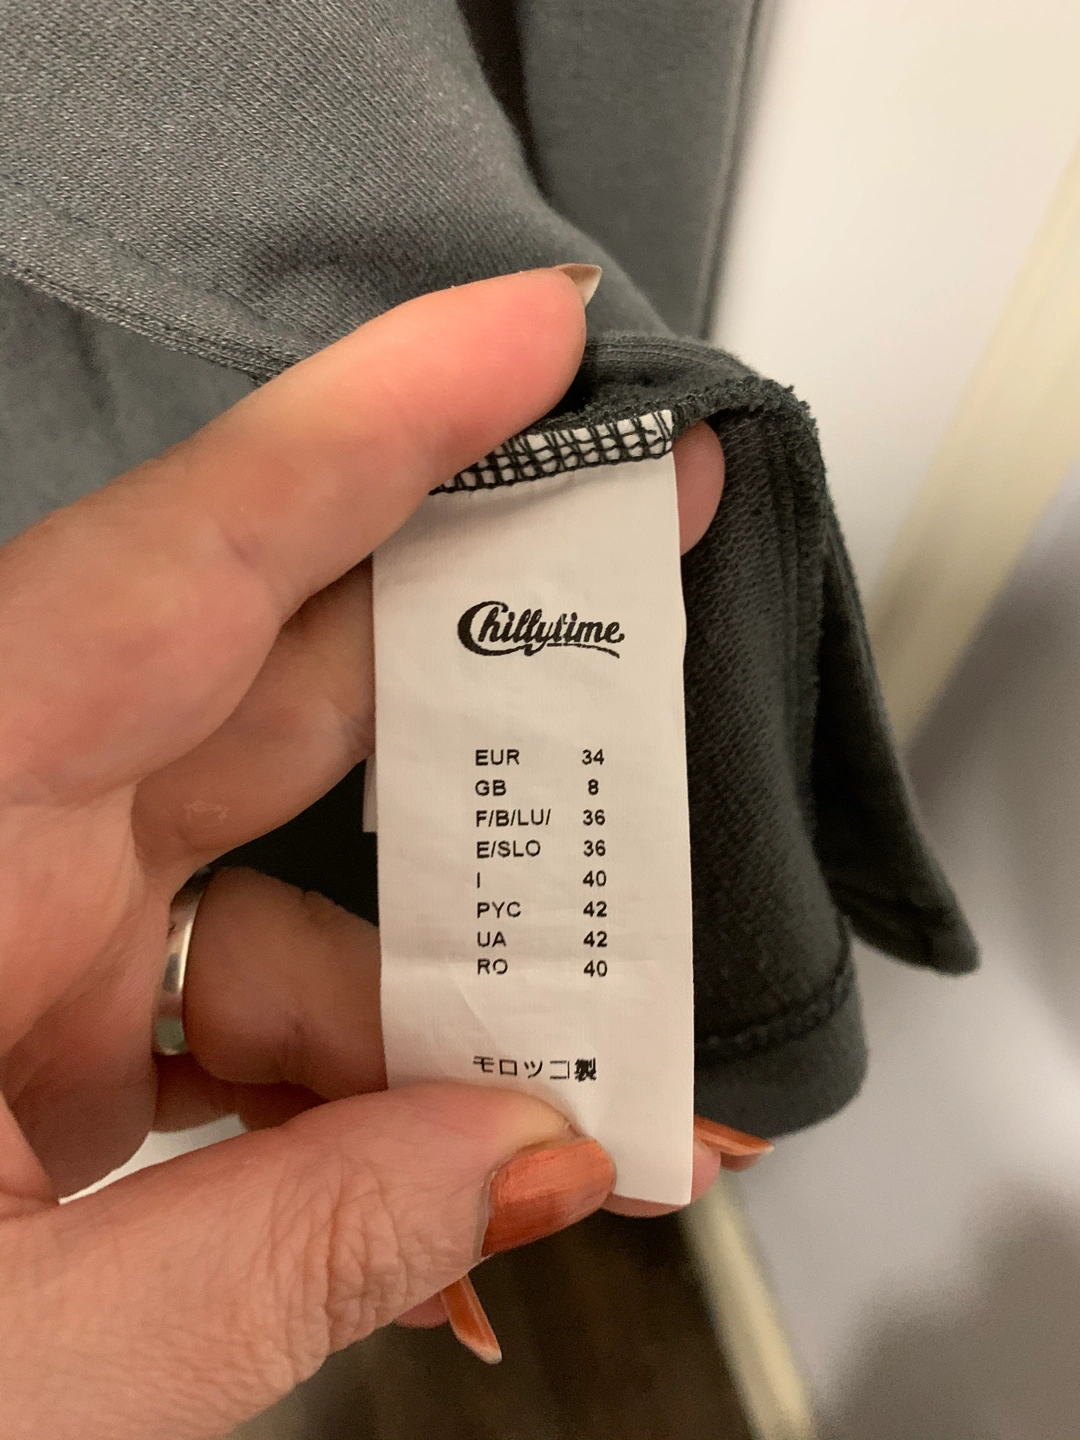 Chillytime
EUR 34
GB 8
F/B/LU/ 36
E/SLO 36
I 40
PYC 42
UA 42
RO 40
モロツコ製